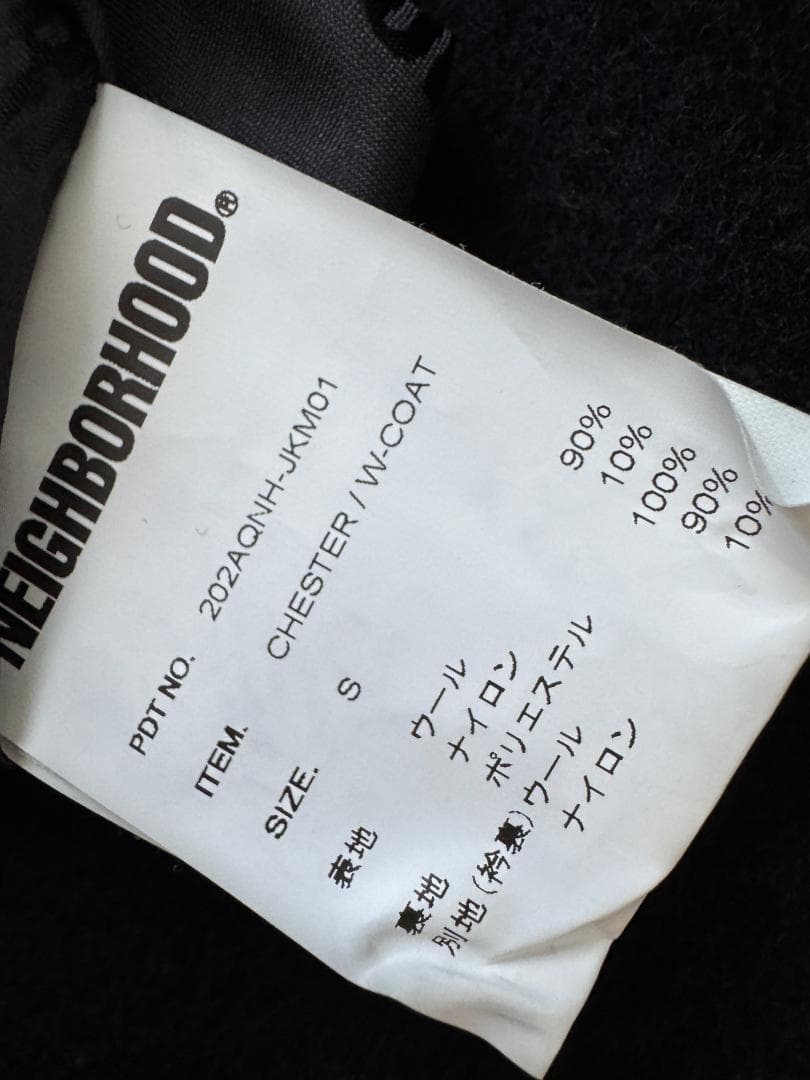 NEIGHBORHOOD®
PDT NO. 202AQNH-JKM01
ITEM. CHESTER / W-COAT
SIZE. S
表地 ウール 90%
ナイロン 10%
裏地 ポリエステル 100%
別地 (衿裏) ウール 90%
ナイロン 10%